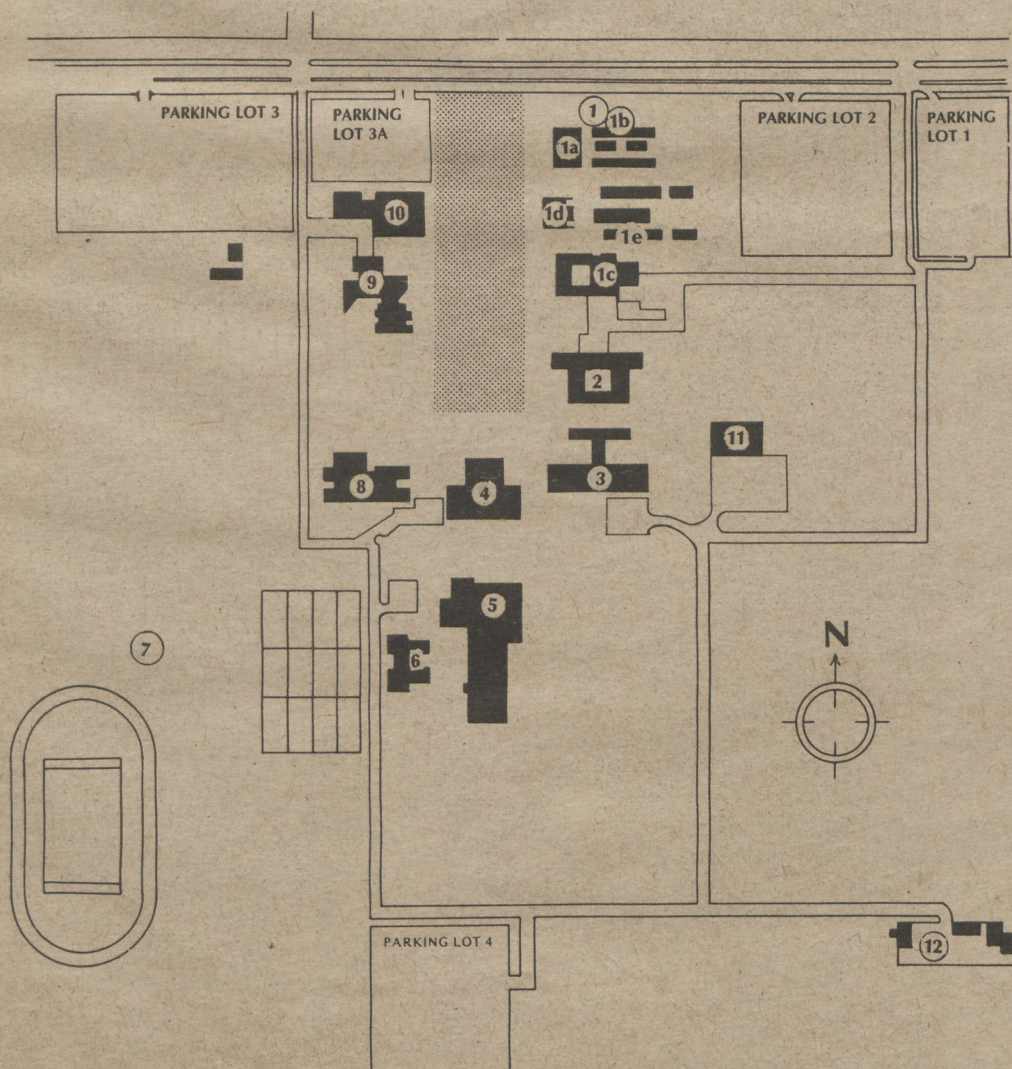 PARKING LOT 3
PARKING
LOT 3A
1
1b
1a
PARKING LOT 2
PARKING
LOT 1
10
1d
1e
9
1c
2
11
8
4
3
5
7
6
N
PARKING LOT 4
12